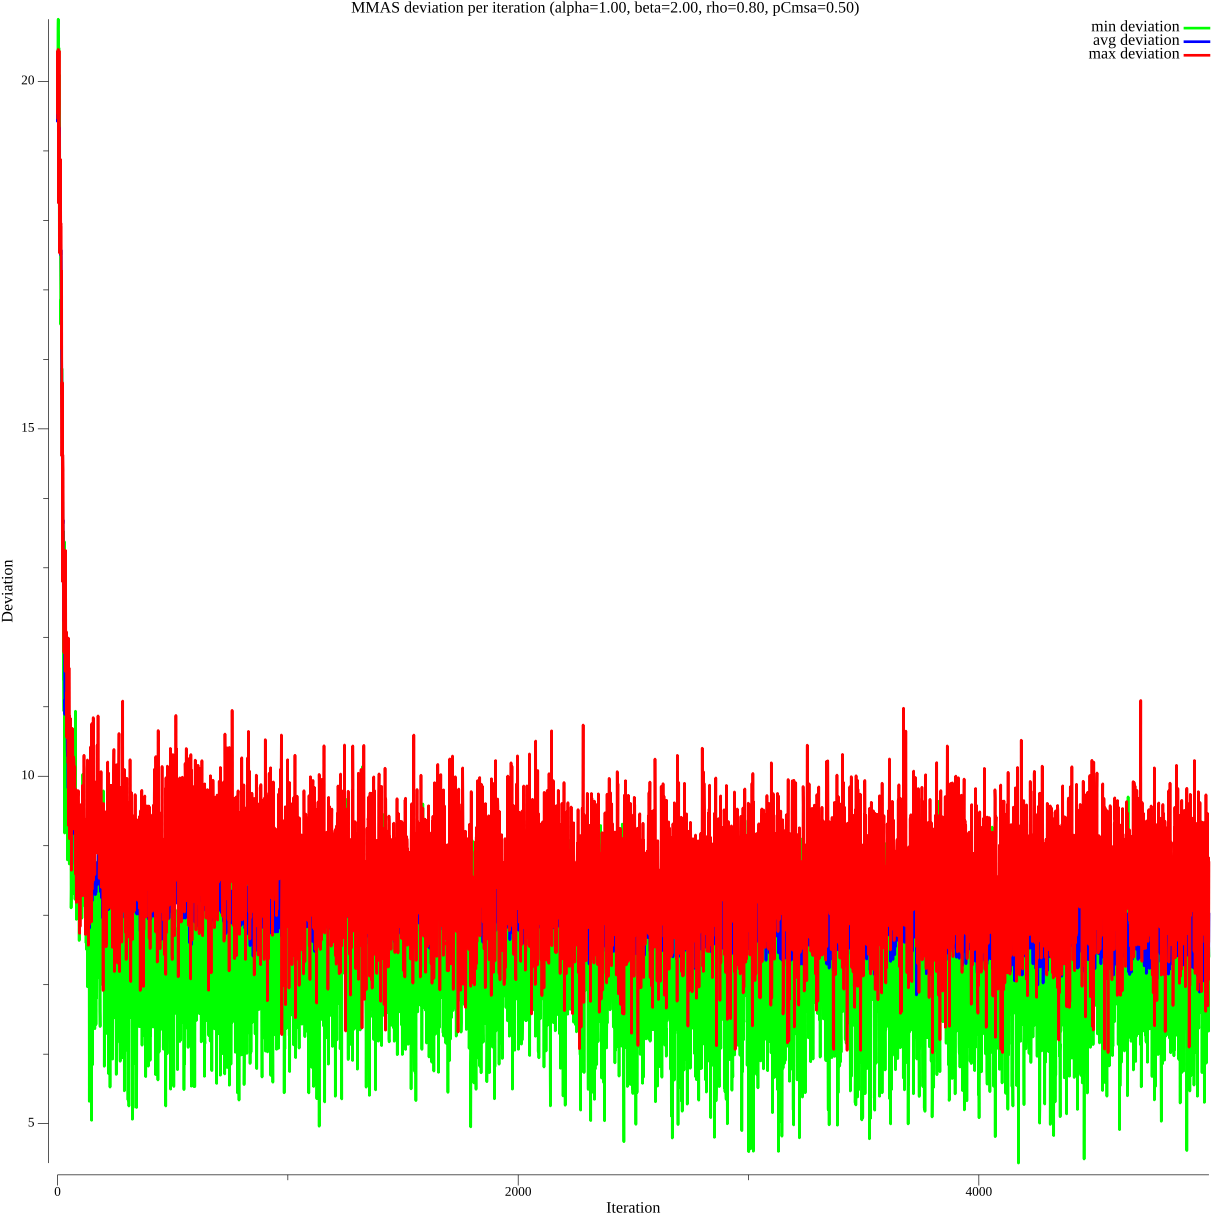 MMAS deviation per iteration (alpha=1.00, beta=2.00, rho=0.80, pCmsa=0.50)
min deviation
avg deviation
max deviation
20
15
10
5
Deviation
0
2000
4000
Iteration